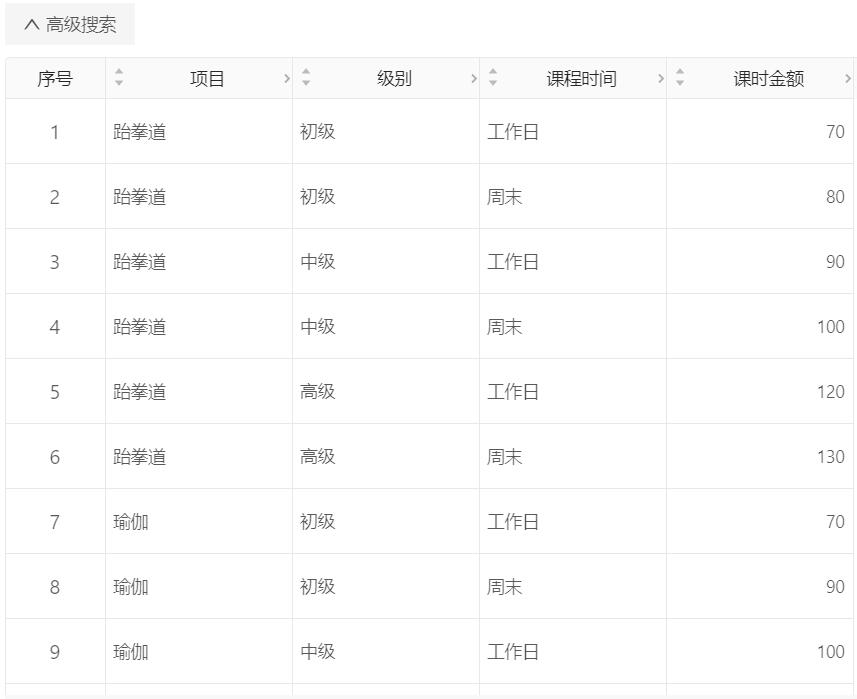 高级搜索
序号 项目 级别 课程时间 课时金额
1 跆拳道 初级 工作日 70
2 跆拳道 初级 周末 80
3 跆拳道 中级 工作日 90
4 跆拳道 中级 周末 100
5 跆拳道 高级 工作日 120
6 跆拳道 高级 周末 130
7 瑜伽 初级 工作日 70
8 瑜伽 初级 周末 90
9 瑜伽 中级 工作日 100